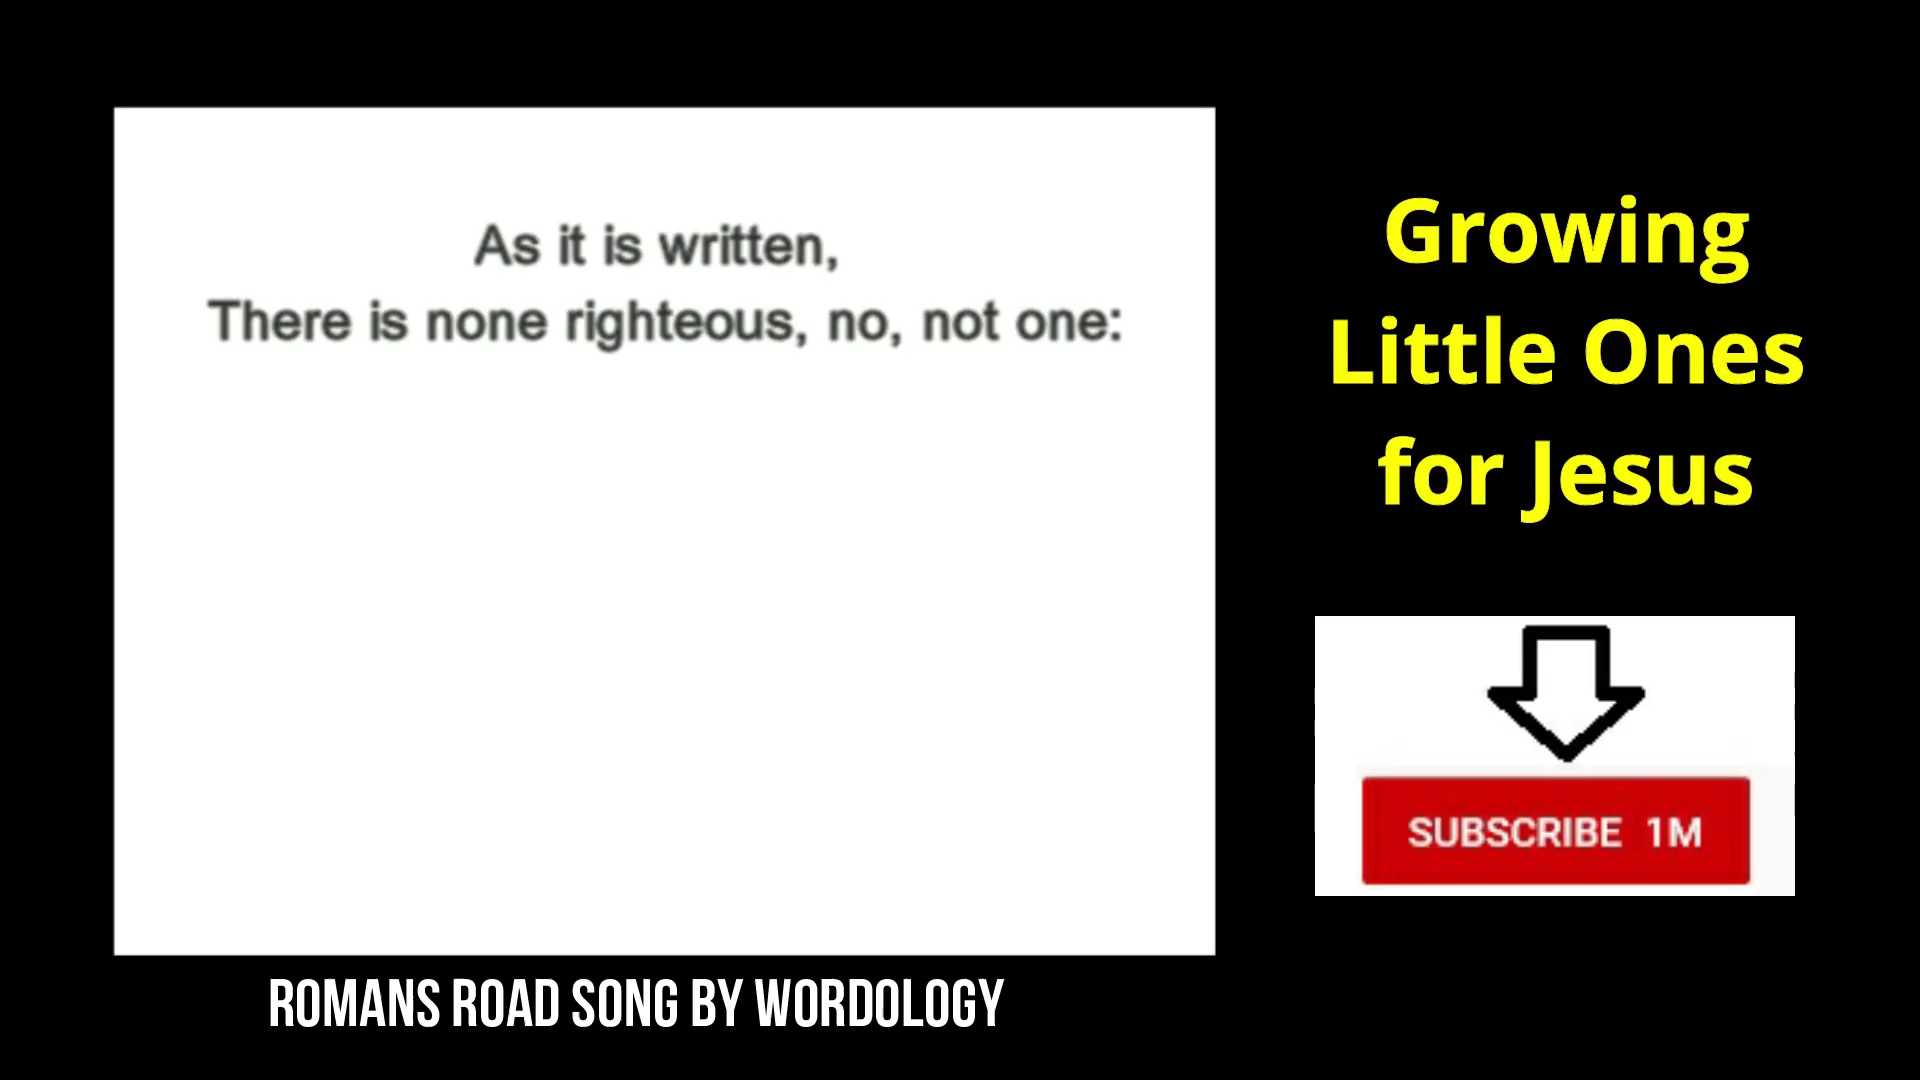 As it is written,
There is none righteous, no, not one:
Growing
Little Ones
for Jesus
SUBSCRIBE 1M
ROMANS ROAD SONG BY WORDOLOGY